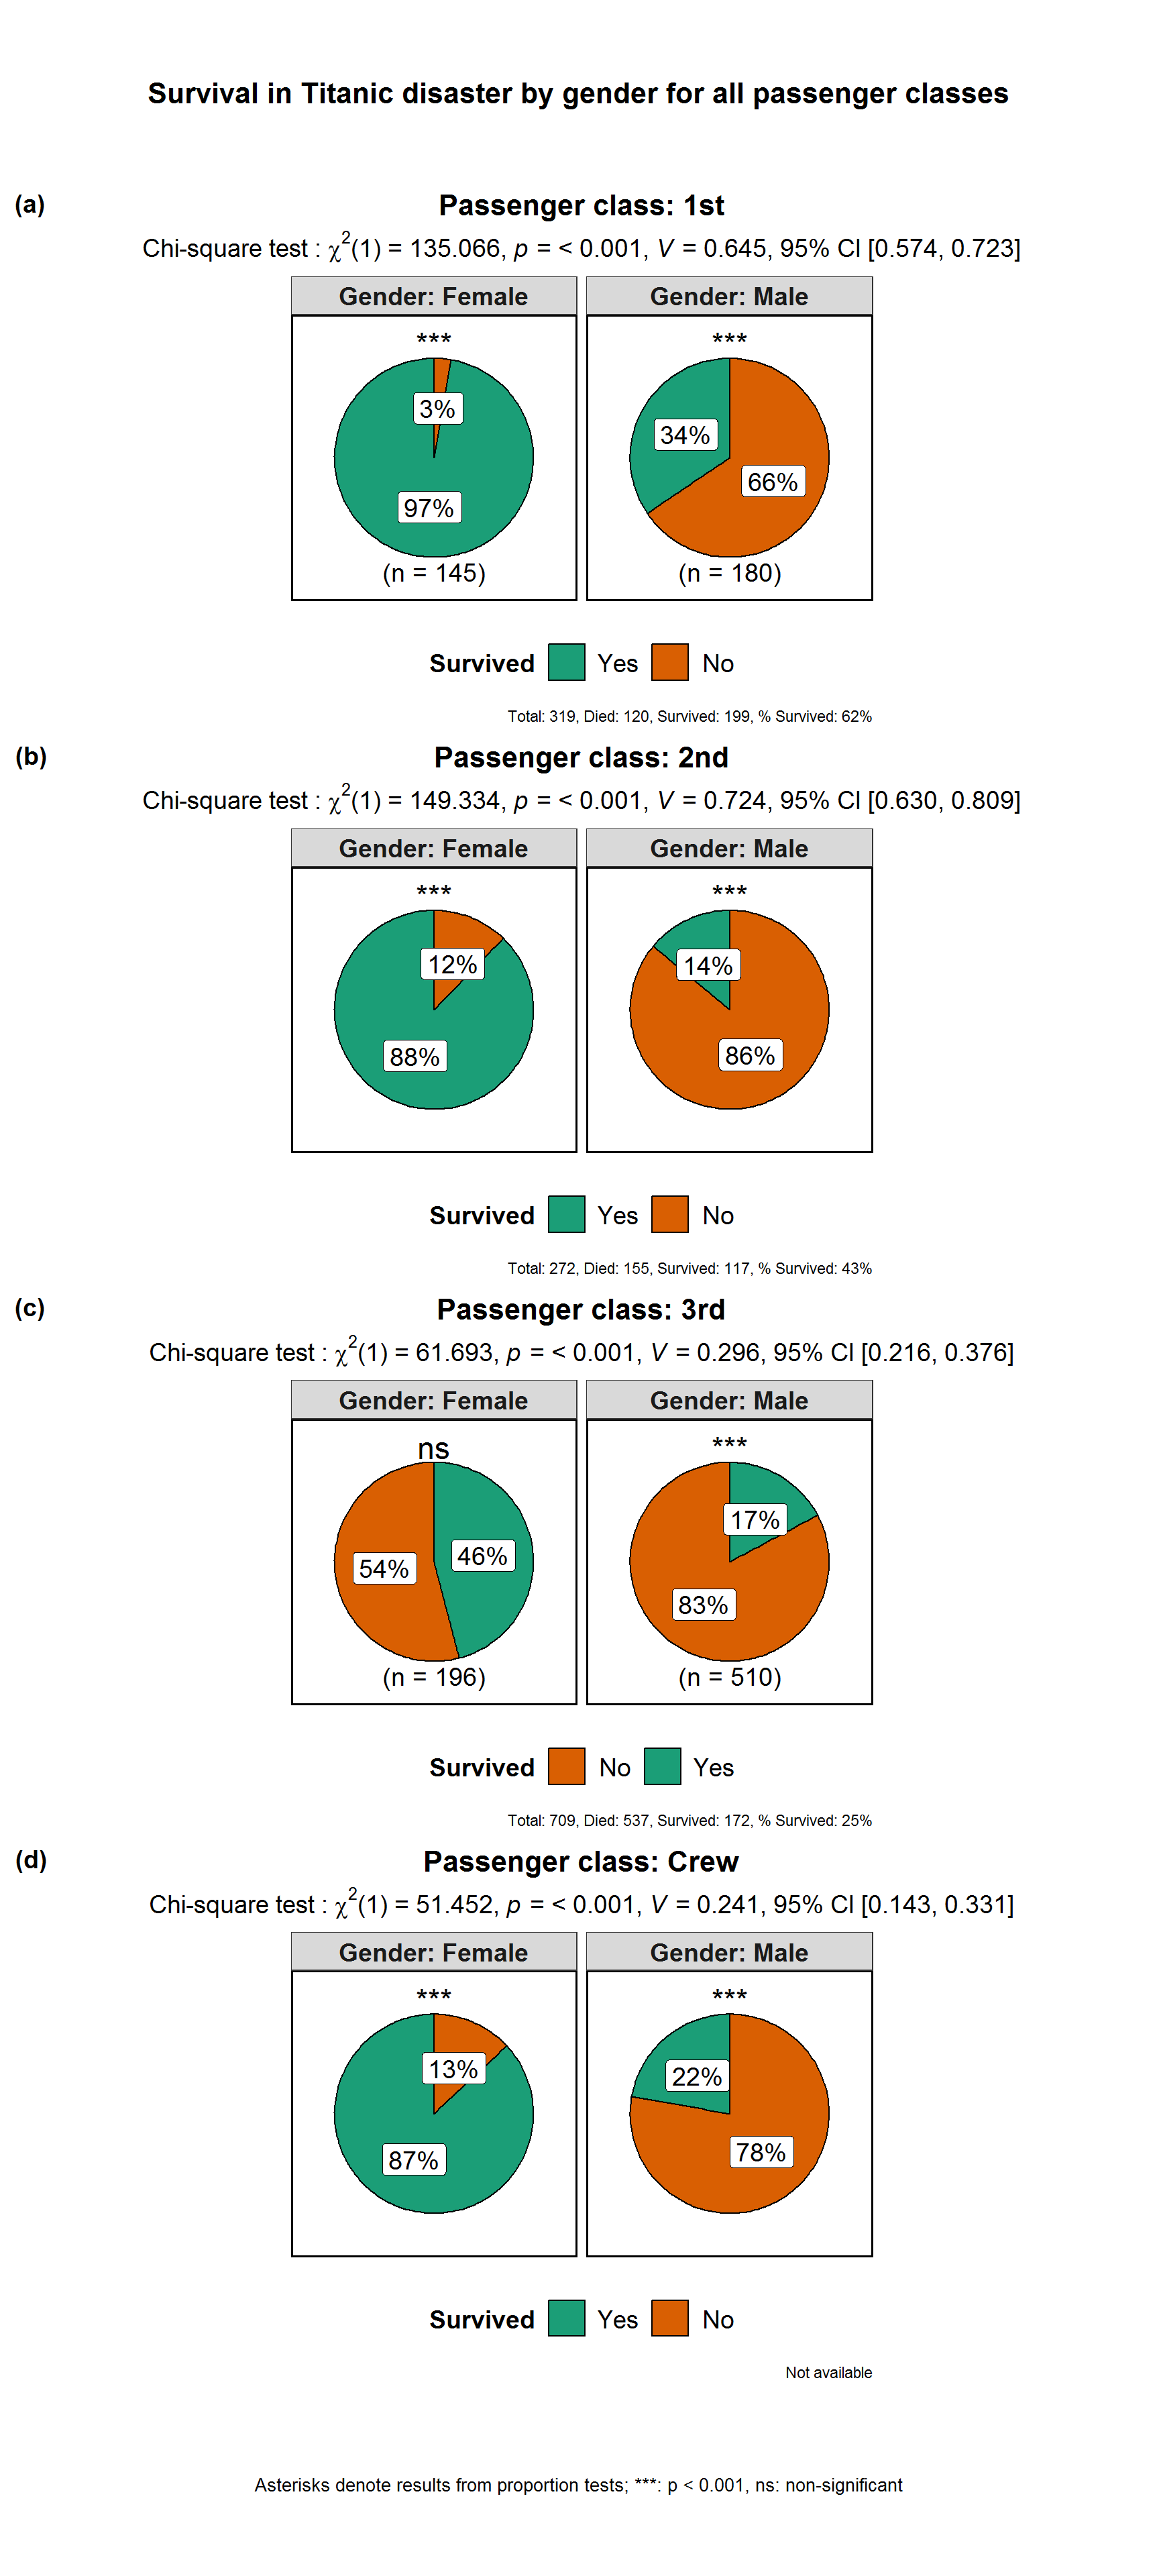 Survival in Titanic disaster by gender for all passenger classes
(a)
Passenger class: 1st
Chi-square test : χ²(1) = 135.066, p = < 0.001, V = 0.645, 95% CI [0.574, 0.723]
Gender: Female Gender: Male
*** ***
3%
34%
66%
97%
(n = 145) (n = 180)
Survived Yes No
Total: 319, Died: 120, Survived: 199, % Survived: 62%
(b)
Passenger class: 2nd
Chi-square test : χ²(1) = 149.334, p = < 0.001, V = 0.724, 95% CI [0.630, 0.809]
Gender: Female Gender: Male
*** ***
12% 14%
88% 86%
Survived Yes No
Total: 272, Died: 155, Survived: 117, % Survived: 43%
(c)
Passenger class: 3rd
Chi-square test : χ²(1) = 61.693, p = < 0.001, V = 0.296, 95% CI [0.216, 0.376]
Gender: Female Gender: Male
ns ***
17%
54% 46%
83%
(n = 196) (n = 510)
Survived No Yes
Total: 709, Died: 537, Survived: 172, % Survived: 25%
(d)
Passenger class: Crew
Chi-square test : χ²(1) = 51.452, p = < 0.001, V = 0.241, 95% CI [0.143, 0.331]
Gender: Female Gender: Male
*** ***
13% 22%
87% 78%
Survived Yes No
Not available
Asterisks denote results from proportion tests; ***: p < 0.001, ns: non-significant